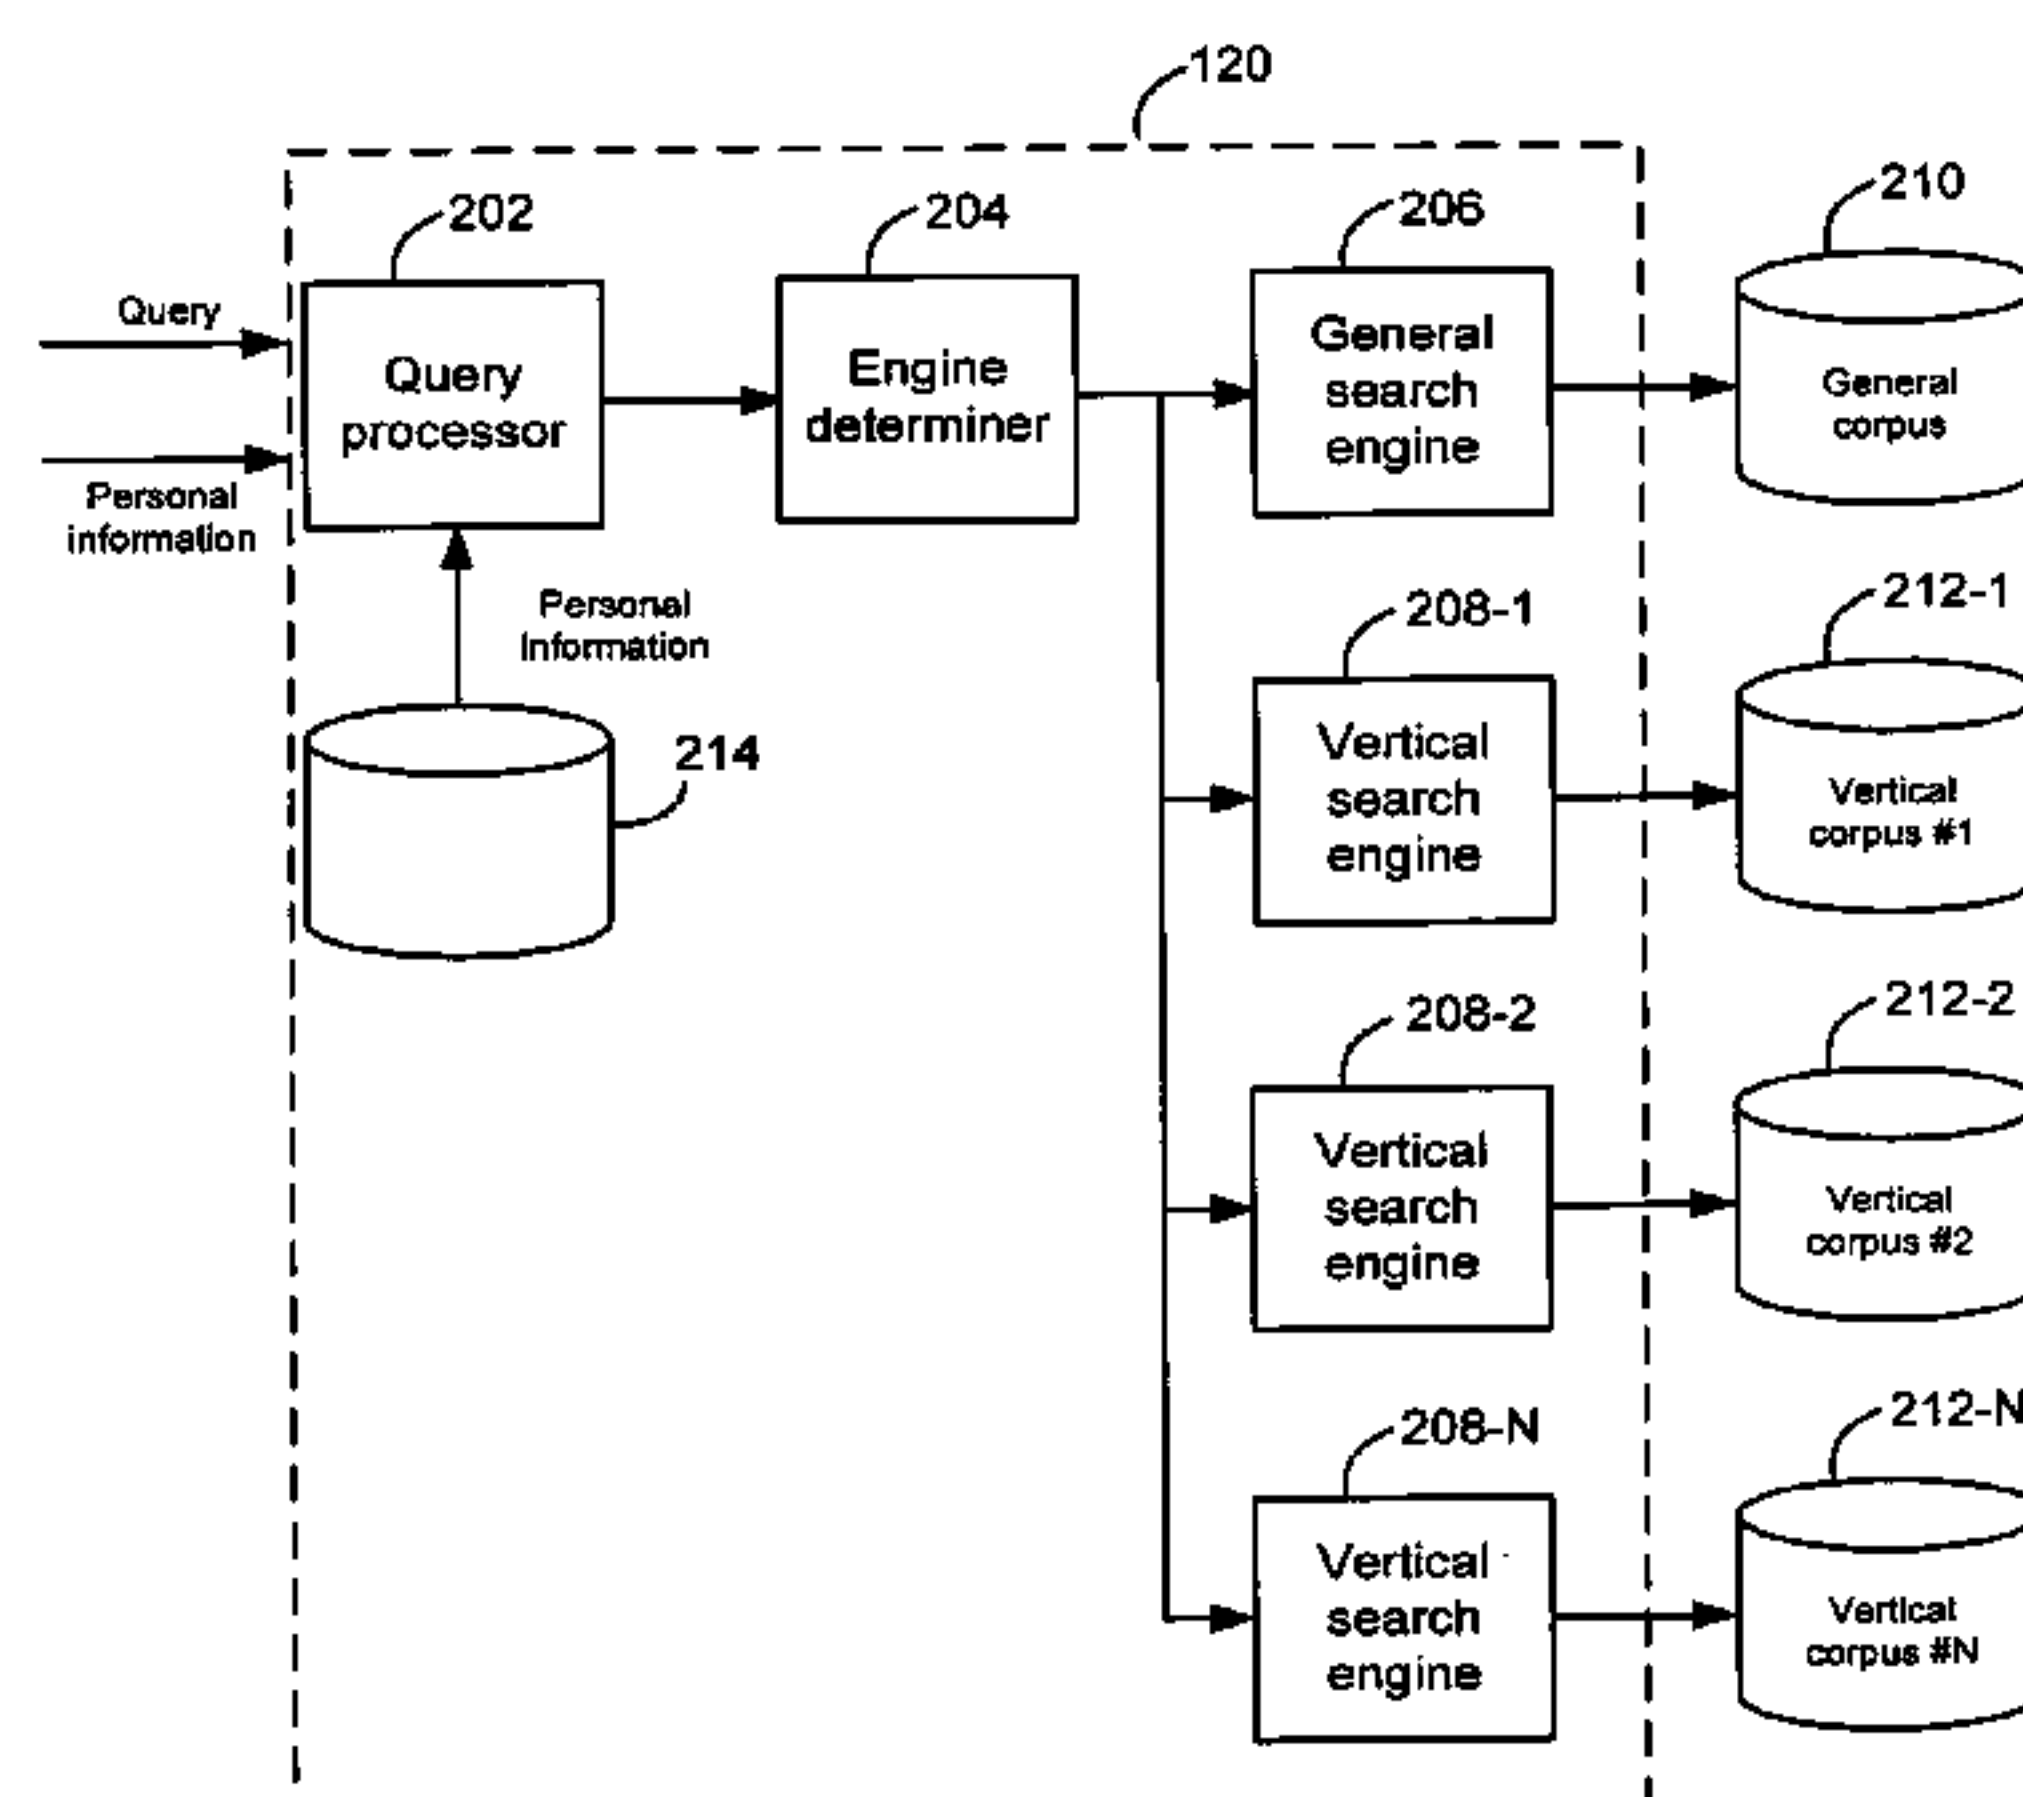 120
202
204
206
210
Query
Query
processor
Engine
determiner
General
search
engine
General
corpus
Personal
information
Personal
Information
214
208-1
212-1
Vertical
search
engine
Vertical
corpus #1
208-2
212-2
Vertical
search
engine
Vertical
corpus #2
208-N
212-N
Vertical
search
engine
Vertical
corpus #N